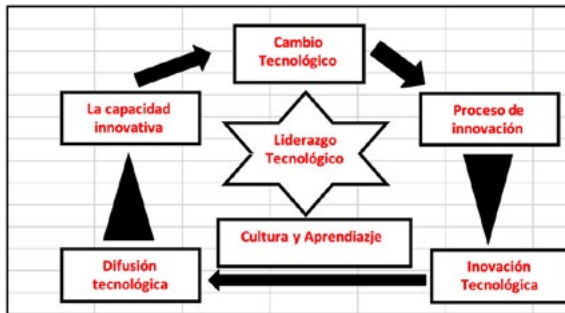 Cambio
Tecnológico
La capacidad
innovativa
Proceso de
innovación
Liderazgo
Tecnológico
Cultura y Aprendiazje
Difusión
tecnológica
Inovación
Tecnológica